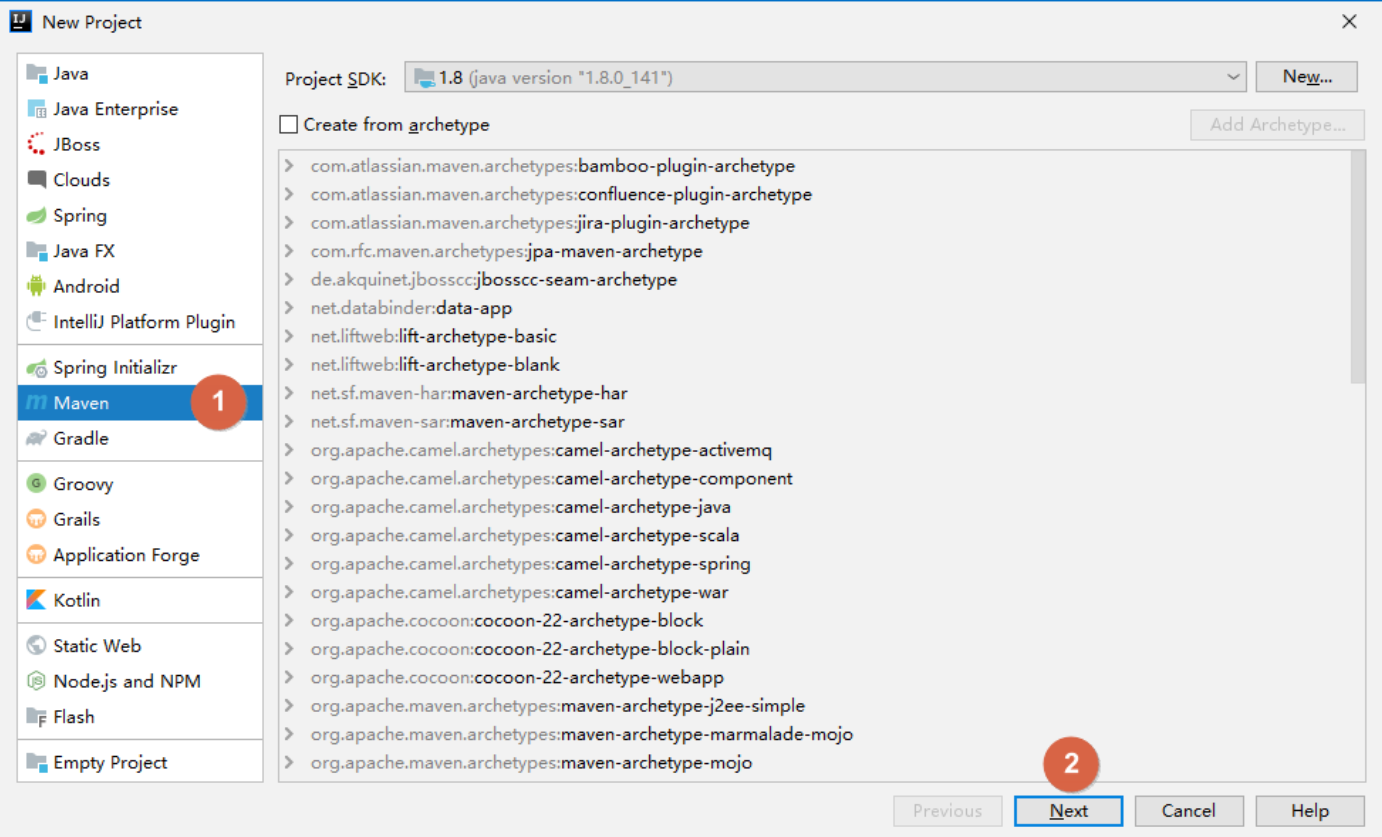 New Project
Java
Java Enterprise
JBoss
Clouds
Spring
Java FX
Android
IntelliJ Platform Plugin
Spring Initializr
Maven
1
Gradle
Groovy
Grails
Application Forge
Kotlin
Static Web
Node.js and NPM
Flash
Empty Project
Project SDK: 1.8 (java version "1.8.0_141") New...
Create from archetype Add Archetype...
com.atlassian.maven.archetypes:bamboo-plugin-archetype
com.atlassian.maven.archetypes:confluence-plugin-archetype
com.atlassian.maven.archetypes:jira-plugin-archetype
com.rfc.maven.archetypes:jpa-maven-archetype
de.akquinet.jbosscc:jbosscc-seam-archetype
net.databinder:data-app
net.liftweb:lift-archetype-basic
net.liftweb:lift-archetype-blank
net.sf.maven-har:maven-archetype-har
net.sf.maven-sar:maven-archetype-sar
org.apache.camel.archetypes:camel-archetype-activemq
org.apache.camel.archetypes:camel-archetype-component
org.apache.camel.archetypes:camel-archetype-java
org.apache.camel.archetypes:camel-archetype-scala
org.apache.camel.archetypes:camel-archetype-spring
org.apache.camel.archetypes:camel-archetype-war
org.apache.cocoon:cocoon-22-archetype-block
org.apache.cocoon:cocoon-22-archetype-block-plain
org.apache.cocoon:cocoon-22-archetype-webapp
org.apache.maven.archetypes:maven-archetype-j2ee-simple
org.apache.maven.archetypes:maven-archetype-marmalade-mojo
org.apache.maven.archetypes:maven-archetype-mojo
2
Previous Next Cancel Help